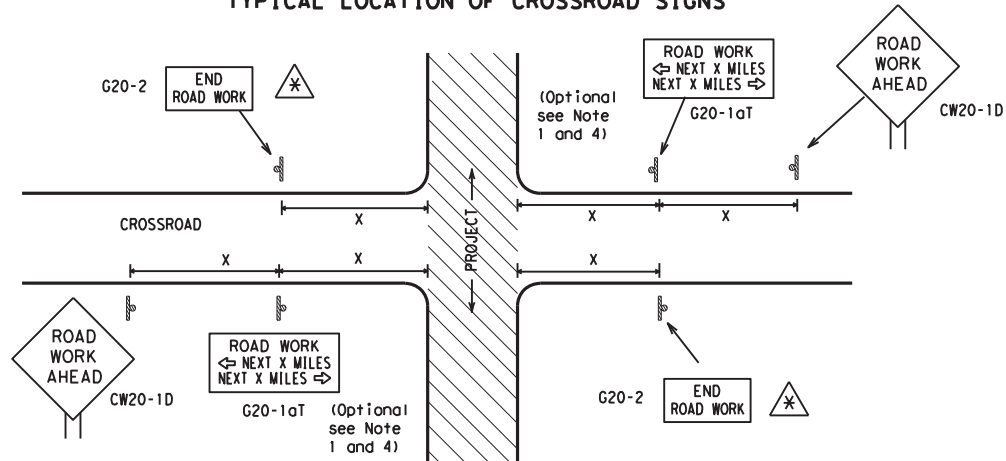 TYPICAL LOCATION OF CROSSROAD SIGNS
G20-2
END
ROAD WORK
*
(Optional
see Note
1 and 4)
ROAD WORK
⇦ NEXT X MILES
NEXT X MILES ⇨
G20-1aT
ROAD
WORK
AHEAD
CW20-1D
X
X
X
CROSSROAD
PROJECT
X
X
X
ROAD
WORK
AHEAD
CW20-1D
ROAD WORK
⇦ NEXT X MILES
NEXT X MILES ⇨
G20-1aT
(Optional
see Note
1 and 4)
G20-2
END
ROAD WORK
*